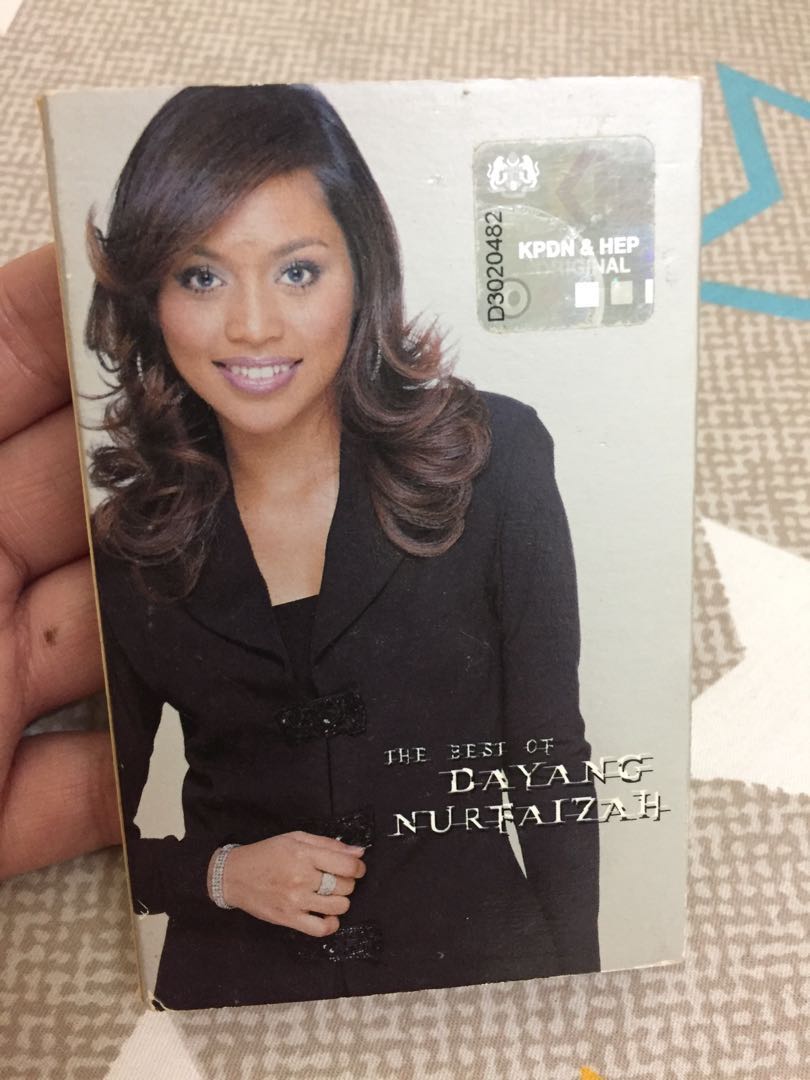 D3020482
KPDN & HEP
ORIGINAL
THE BEST OF
DAYANG
NURFAIZAH